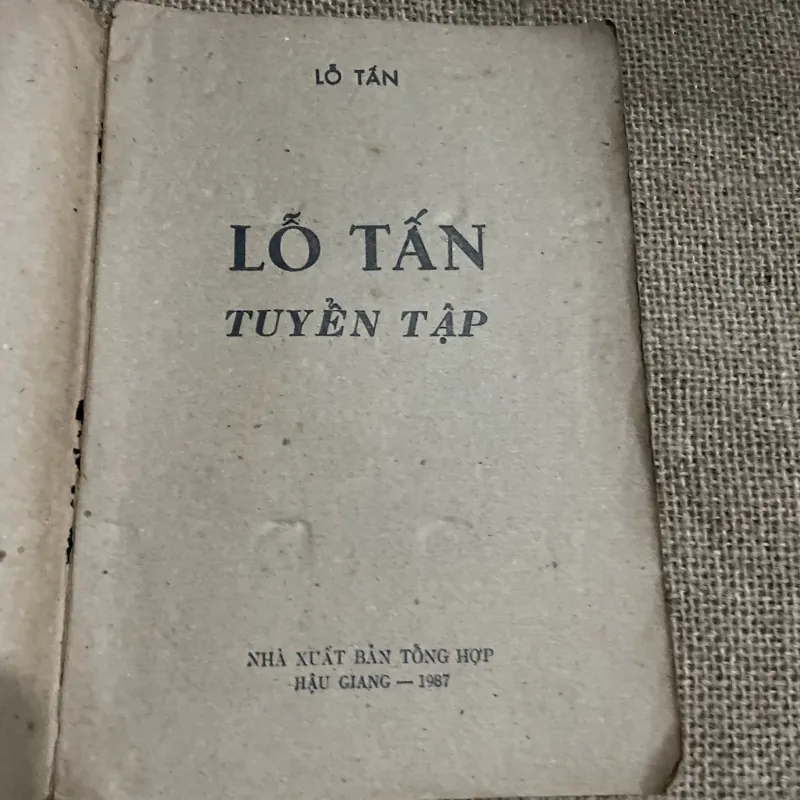 LỖ TẤN
LỖ TẤN
TUYỂN TẬP
NHÀ XUẤT BẢN TỔNG HỢP
HẬU GIANG — 1987